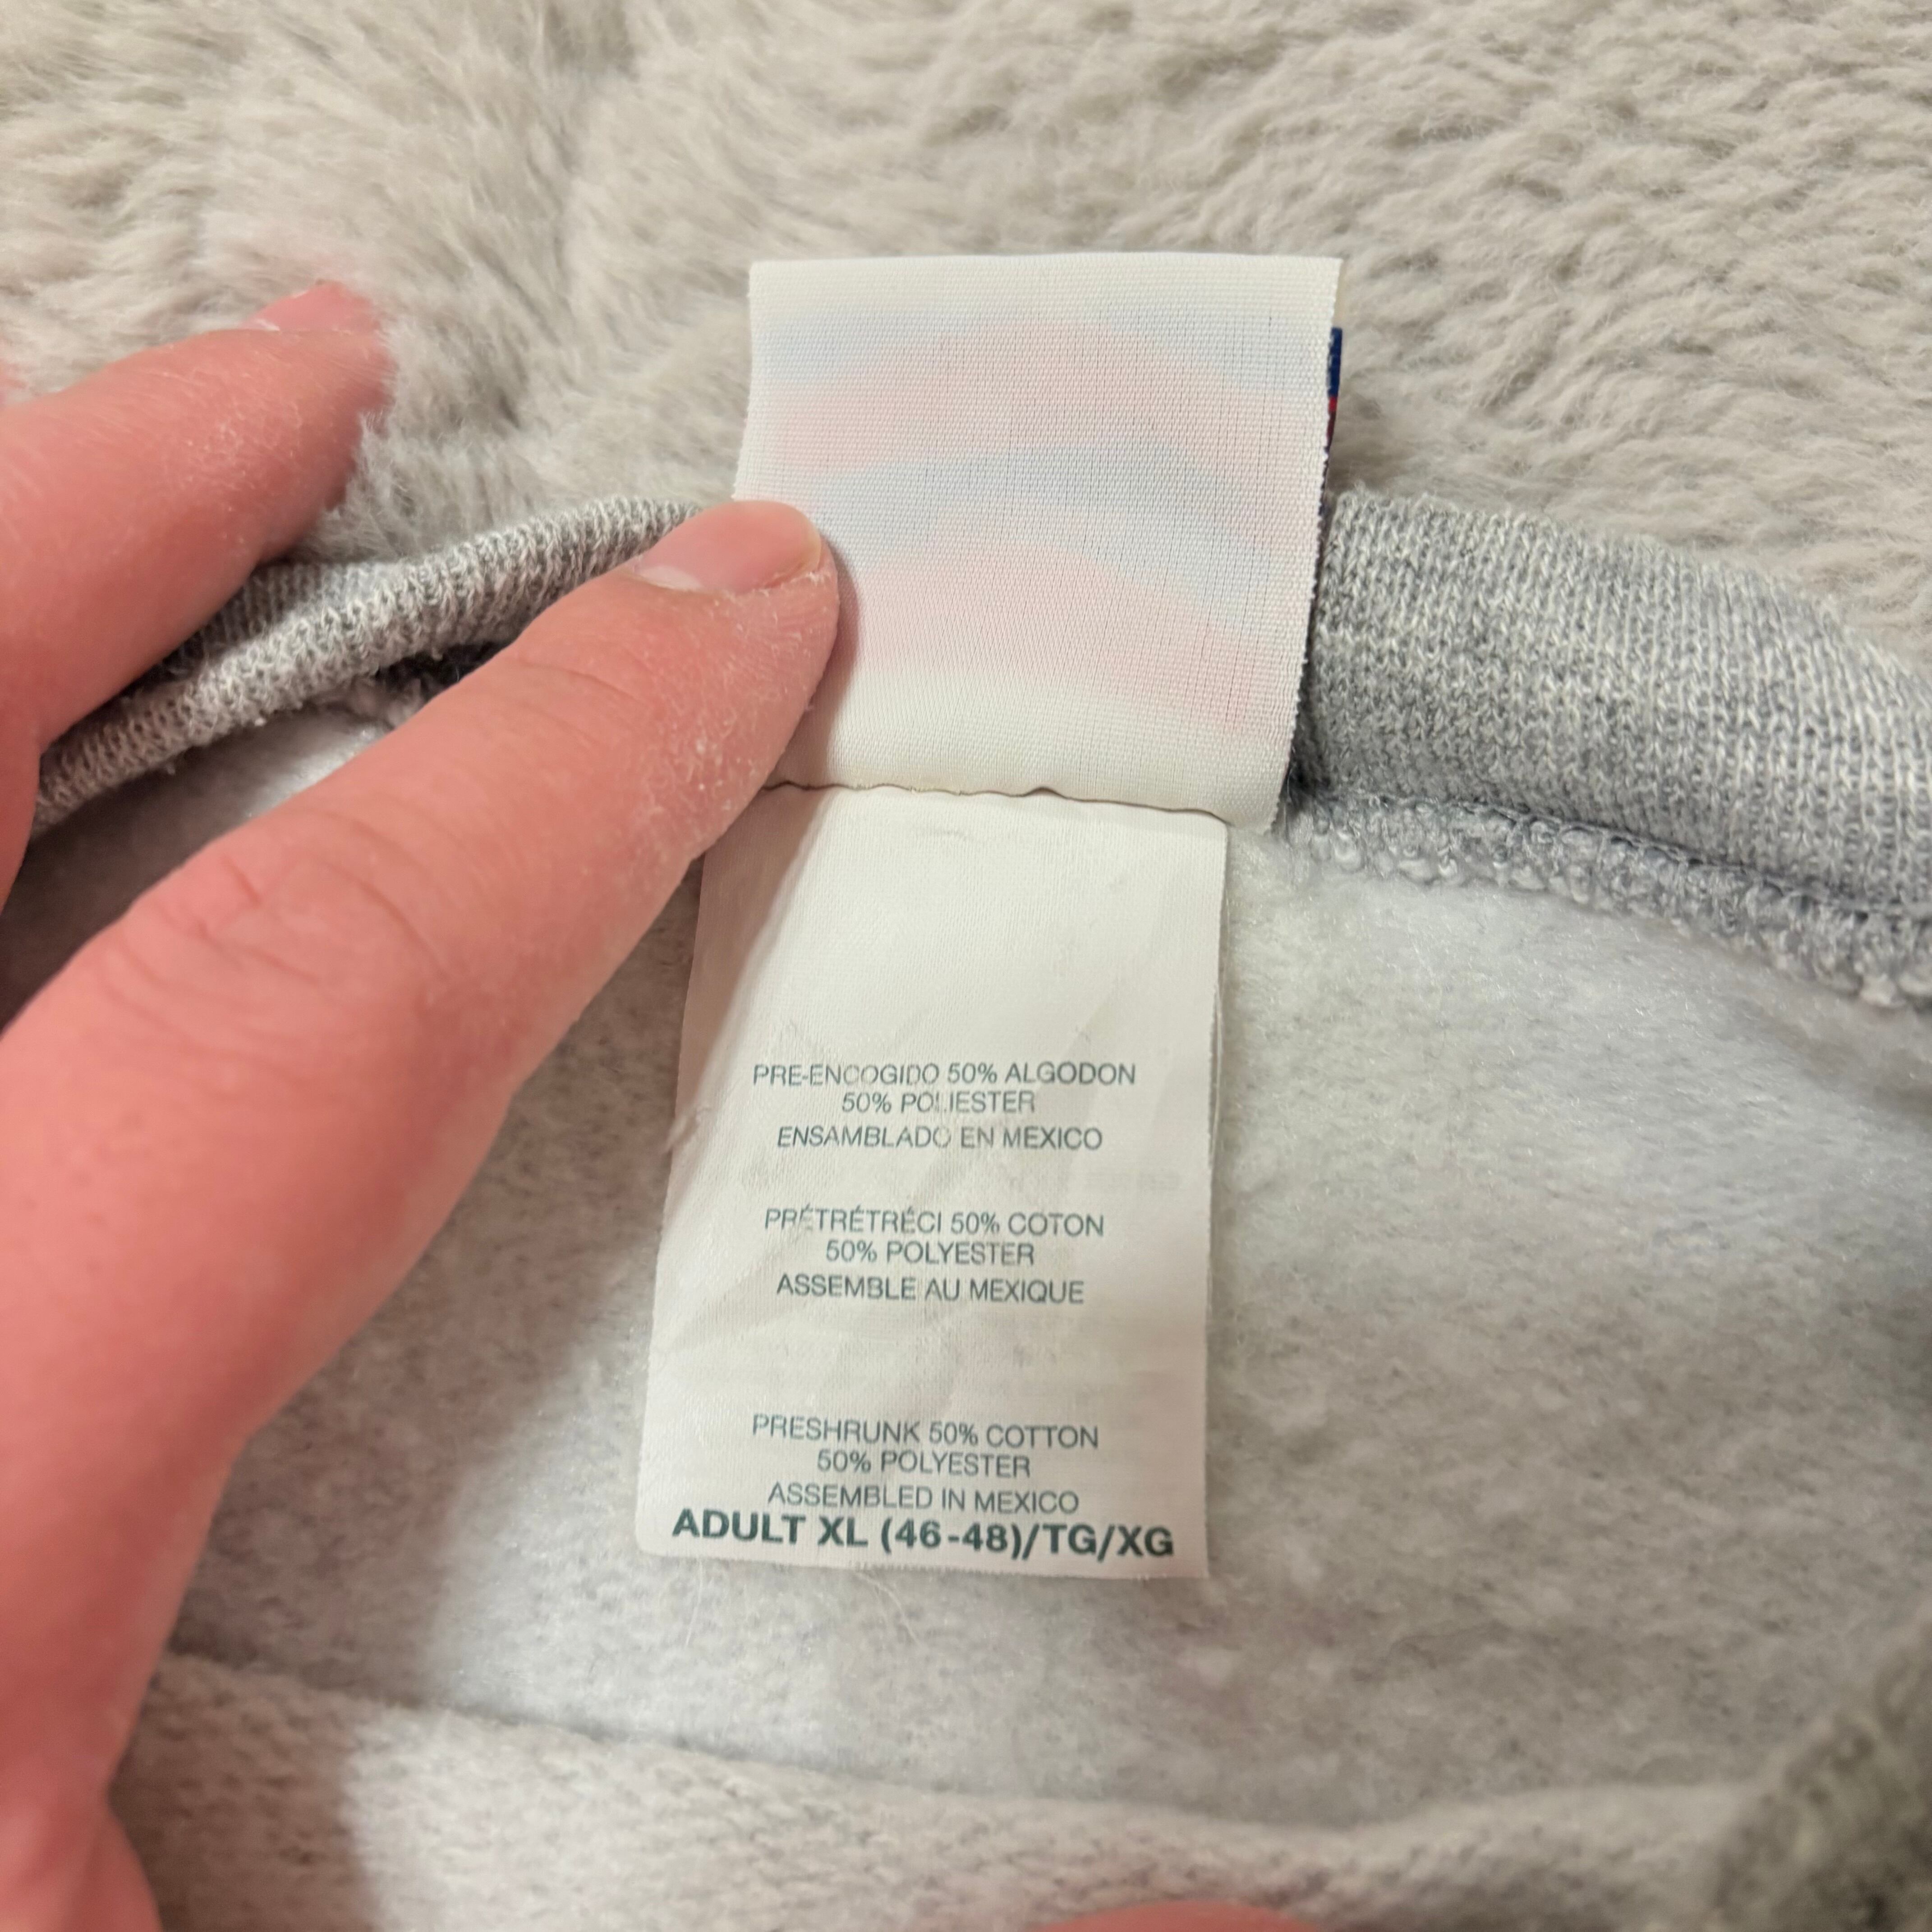 PRE-ENCOGIDO 50% ALGODON
50% POLIESTER
ENSAMBLADO EN MEXICO
PRÉTRÉTRÉCI 50% COTON
50% POLYESTER
ASSEMBLE AU MEXIQUE
PRESHRUNK 50% COTTON
50% POLYESTER
ASSEMBLED IN MEXICO
ADULT XL (46-48)/TG/XG